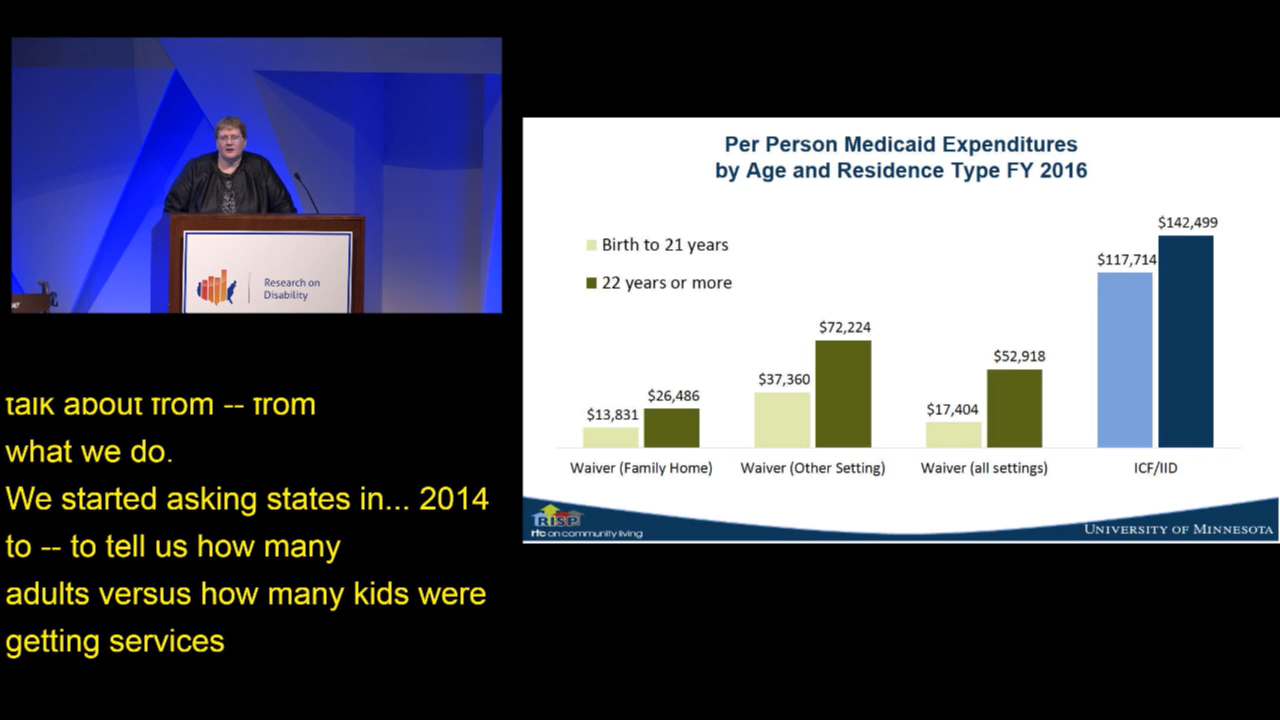 Research on
Disability
talk about from -- from
what we do.
We started asking states in... 2014
to -- to tell us how many
adults versus how many kids were
getting services
Per Person Medicaid Expenditures
by Age and Residence Type FY 2016
Birth to 21 years
22 years or more
$13,831
$26,486
$37,360
$72,224
$17,404
$52,918
$117,714
$142,499
Waiver (Family Home)
Waiver (Other Setting)
Waiver (all settings)
ICF/IID
RISP
rtc on community living
UNIVERSITY OF MINNESOTA